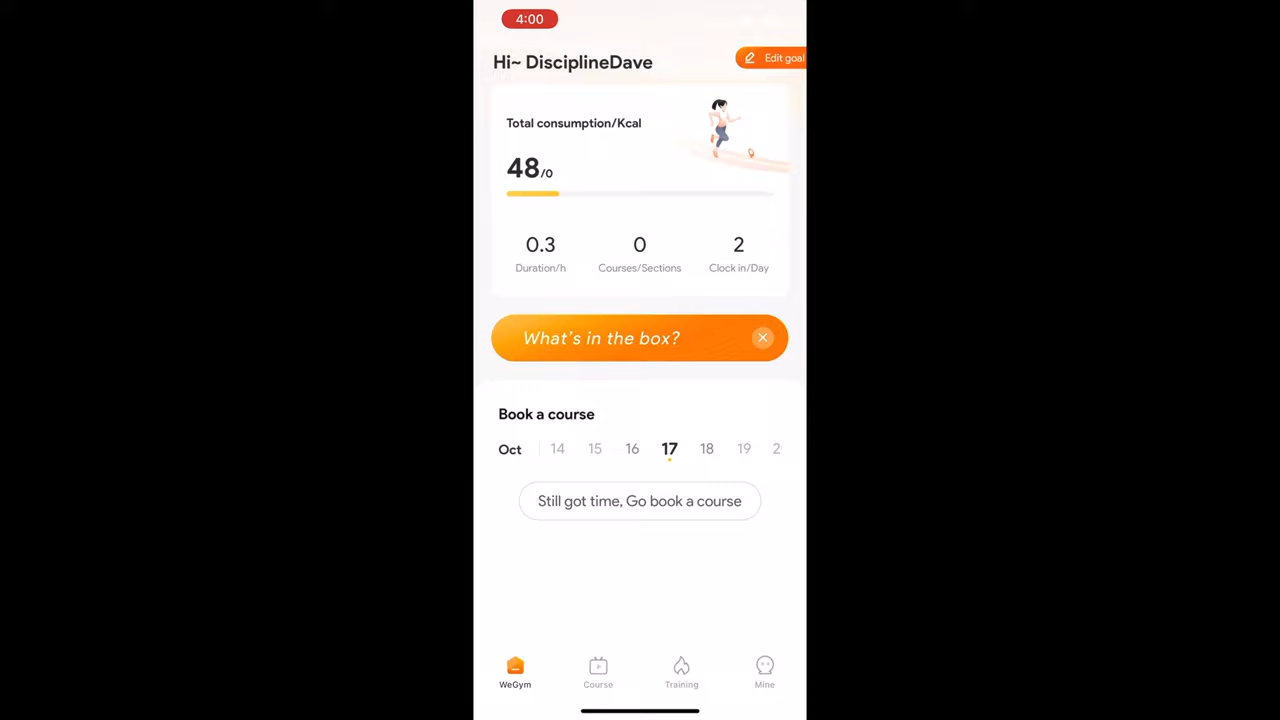 4:00
Hi~ DisciplineDave
Edit goal
Total consumption/Kcal
48/0
0.3 0 2
Duration/h Courses/Sections Clock in/Day
What's in the box?
Book a course
Oct 14 15 16 17 18 19 2
Still got time, Go book a course
WeGym Course Training Mine